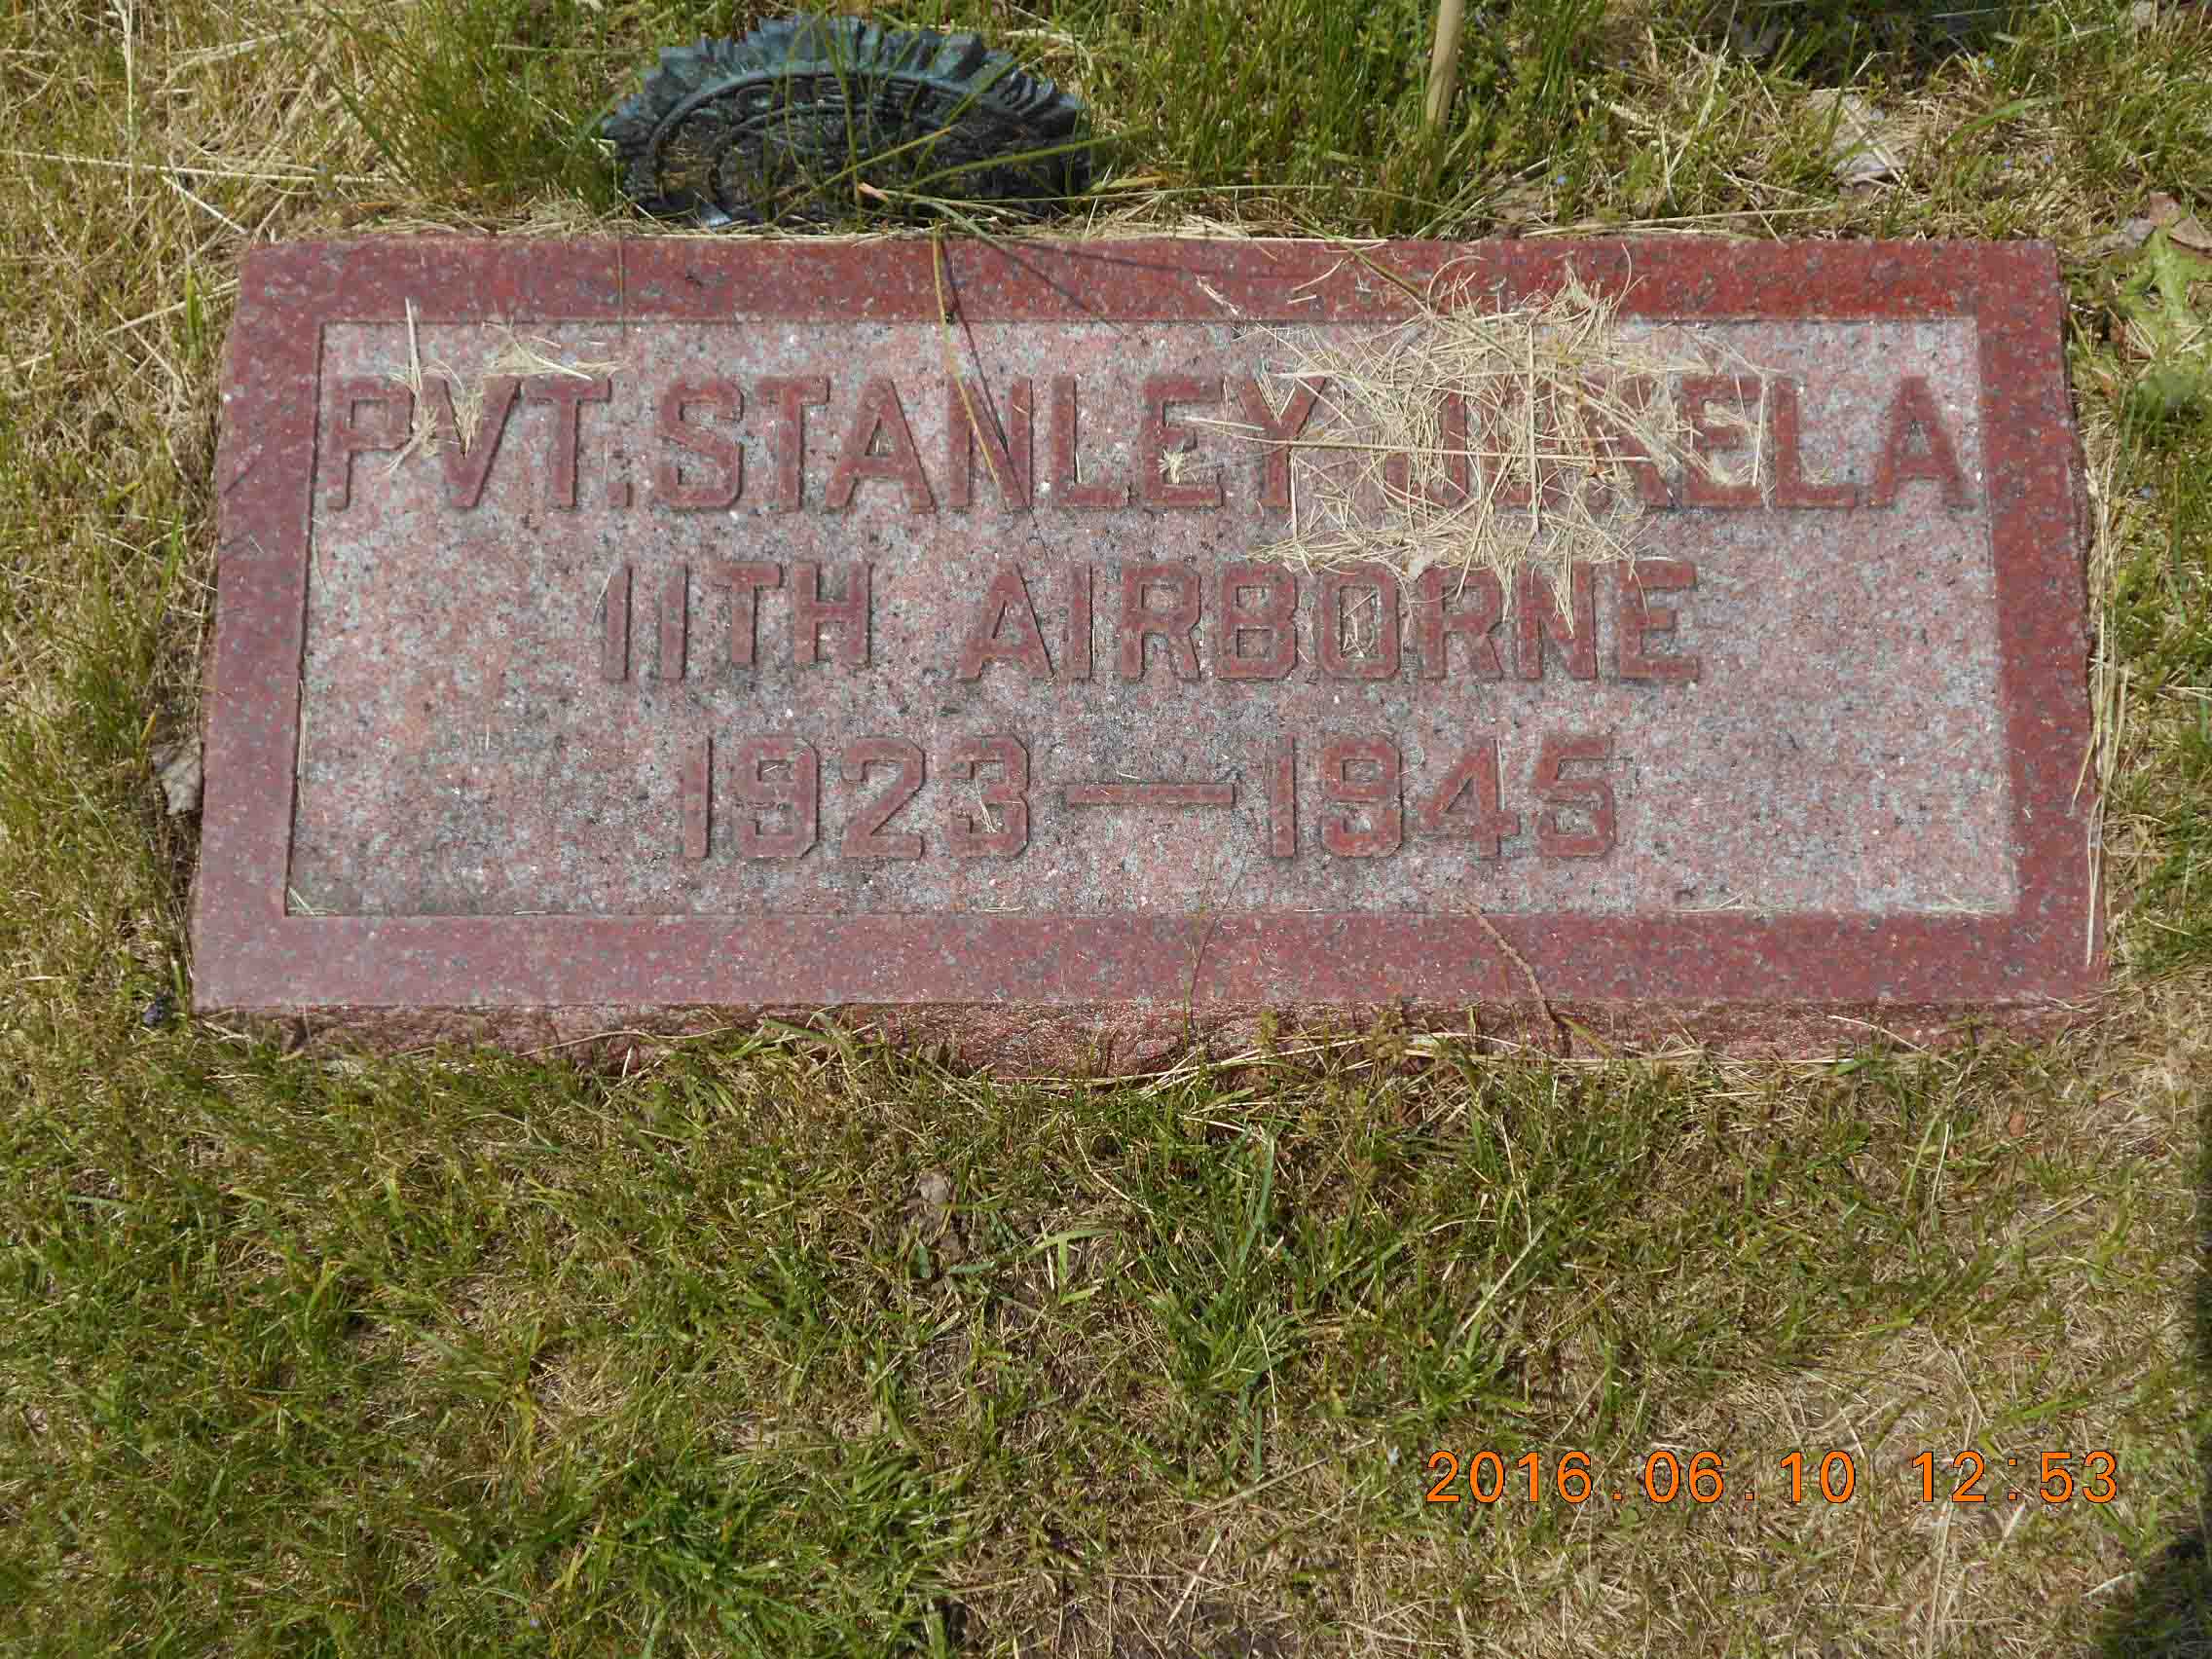 PVT. STANLEY
11TH AIRBORNE
1923—1945
2016.06.10 12:53